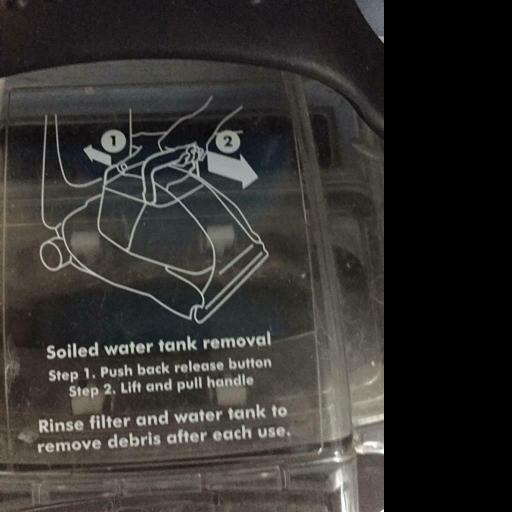 1
2
Soiled water tank removal
Step 1. Push back release button
Step 2. Lift and pull handle
Rinse filter and water tank to
remove debris after each use.